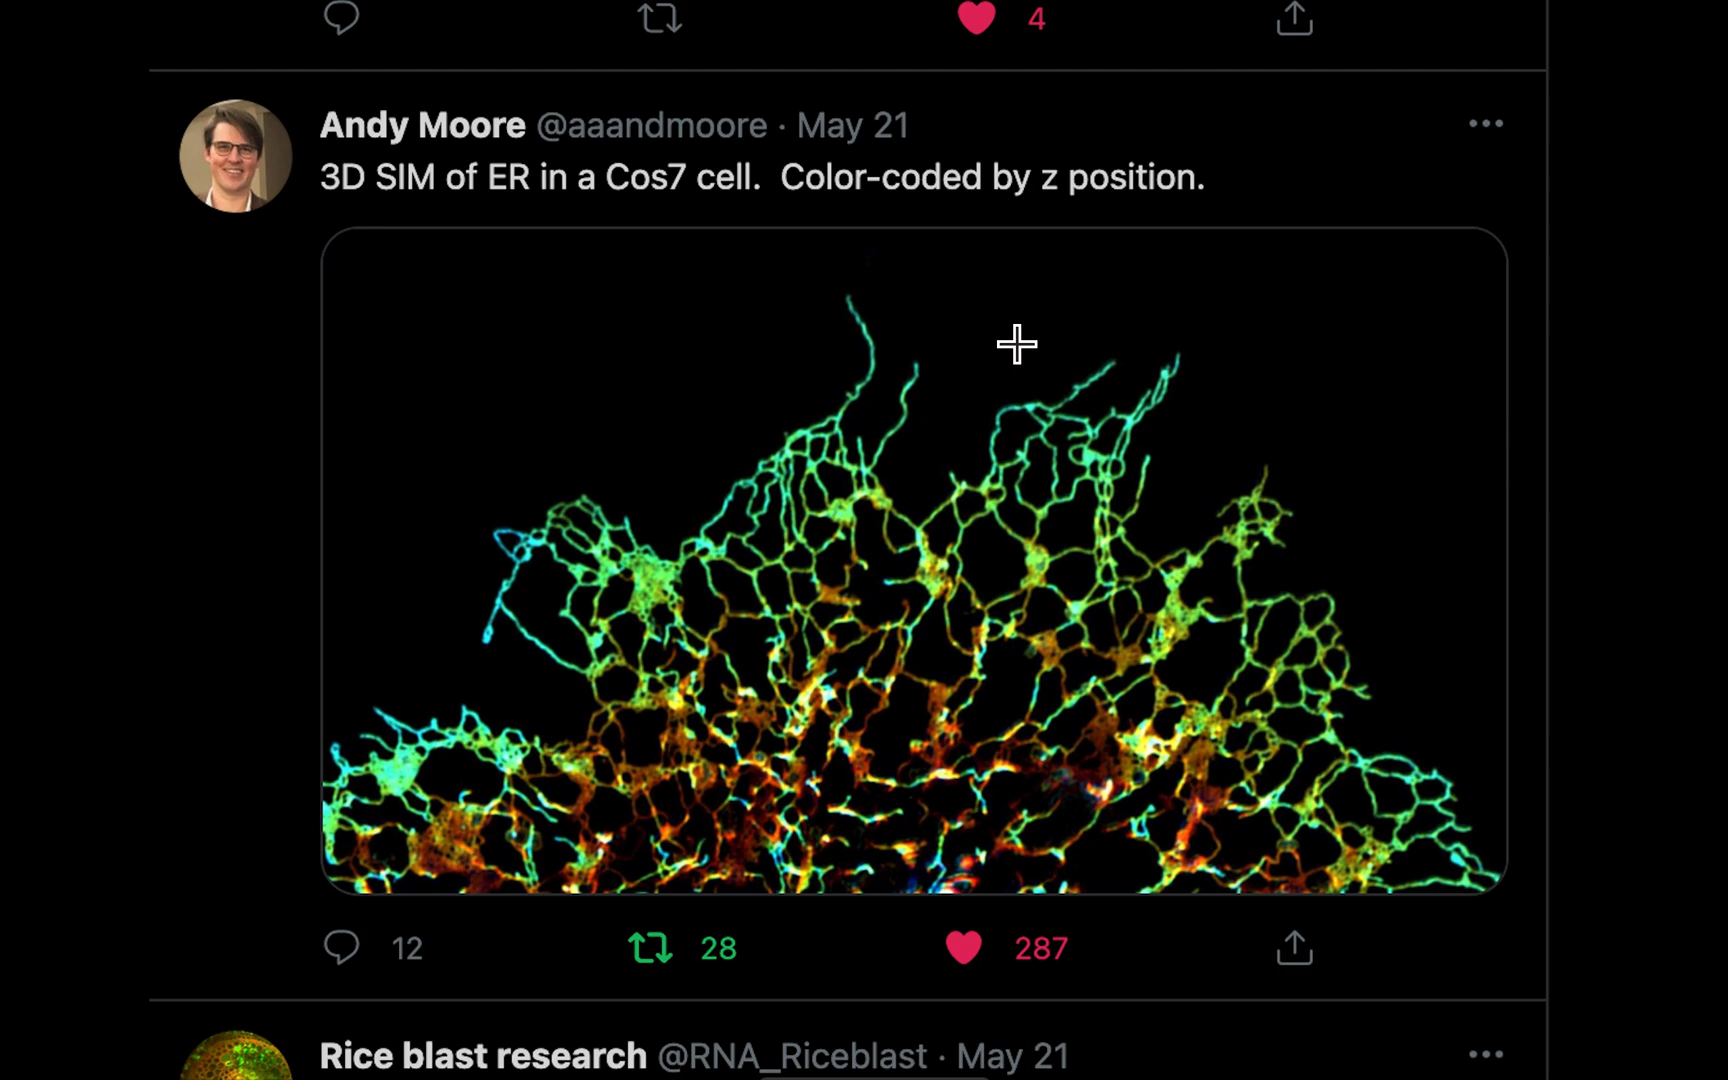 4
Andy Moore @aaandmoore · May 21
3D SIM of ER in a Cos7 cell.  Color-coded by z position.
12 28 287
Rice blast research @RNA_Riceblast · May 21